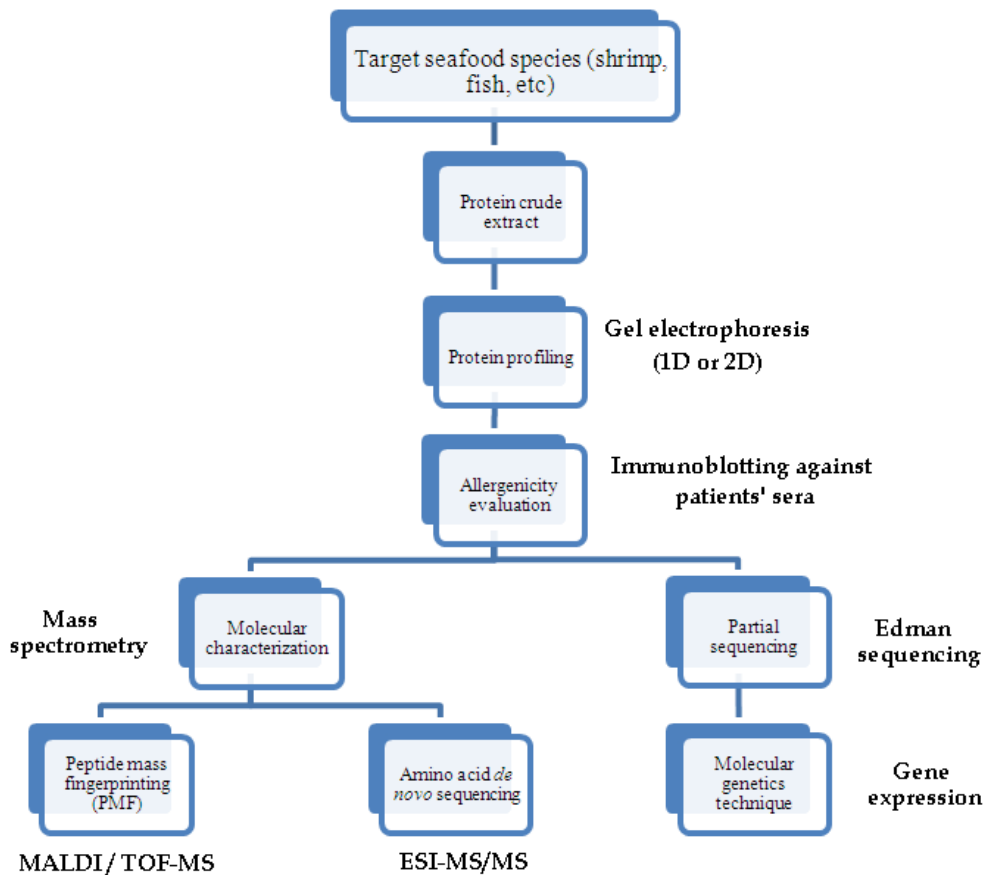 Target seafood species (shrimp,
fish, etc)
Protein crude
extract
Protein profiling
Gel electrophoresis
(1D or 2D)
Allergenicity
evaluation
Immunoblotting against
patients' sera
Mass
spectrometry
Molecular
characterization
Partial
sequencing
Edman
sequencing
Peptide mass
fingerprinting
(PMF)
Amino acid de
novo sequencing
Molecular
genetics
technique
Gene
expression
MALDI / TOF-MS
ESI-MS/MS